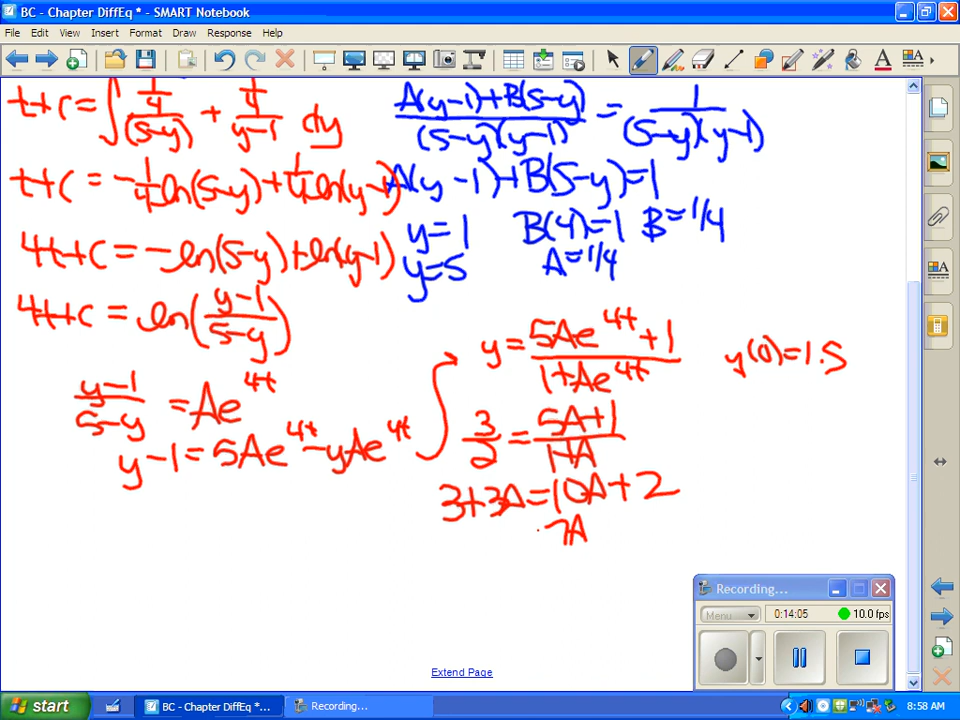 BC - Chapter DiffEq * - SMART Notebook
File Edit View Insert Format Draw Response Help
t+C = ∫ 1/4/(5-y) + 1/4/(y-1) dy
t+C = -1/4 ln(5-y) + 1/4 ln(y-1)
4t+C = -ln(5-y)+ln(y-1)
4t+C = ln((y-1)/(5-y))
(y-1)/(5-y) = Ae^4t
y-1 = 5Ae^4t - yAe^4t
(A(y-1)+B(5-y))/((5-y)(y-1)) = 1/((5-y)(y-1))
A(y-1)+B(5-y)=1
y=1 B(4)=1 B=1/4
y=5 A=1/4
y = (5Ae^4t+1)/(1+Ae^4t) y(0)=1.5
3/2 = (5A+1)/(1+A)
3+3A=10A+2
7A
Recording...
Menu 0:14:05 10.0 fps
Extend Page
start BC - Chapter DiffEq *... Recording... 8:58 AM